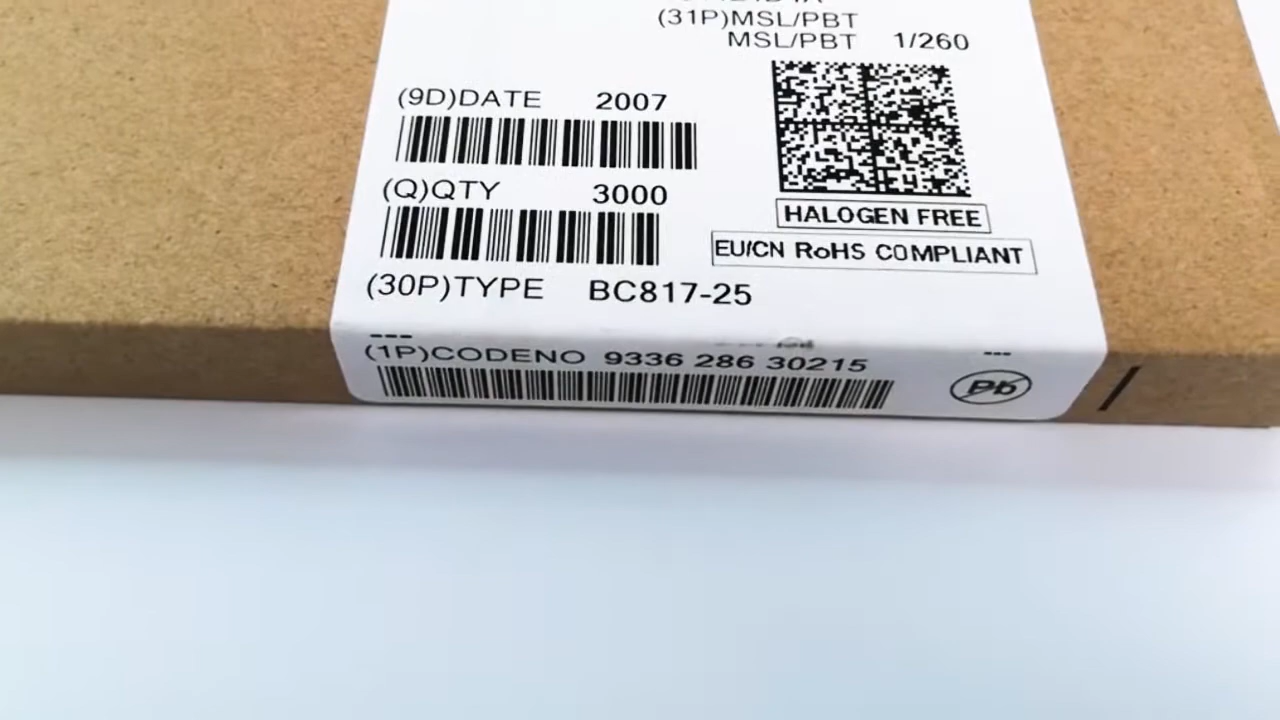 (31P)MSL/PBT
MSL/PBT 1/260
(9D)DATE 2007
(Q)QTY 3000
HALOGEN FREE
EU/CN RoHS COMPLIANT
(30P)TYPE BC817-25
---
---
(1P)CODENO 9336 286 30215
Pb